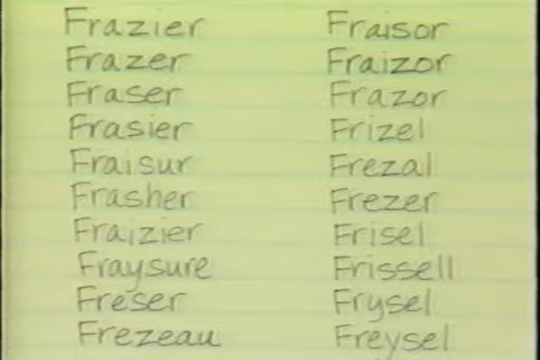 Frazier Fraisor
Frazer Fraizor
Fraser Frazor
Frasier Frizel
Fraisur Frezal
Frasher Frezer
Fraizier Frisel
Fraysure Frissell
Freser Frysel
Frezeau Freysel